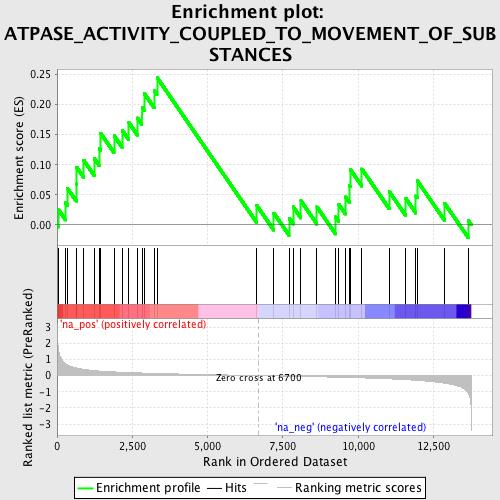 Enrichment plot:
ATPASE_ACTIVITY_COUPLED_TO_MOVEMENT_OF_SUB
STANCES
Enrichment score (ES)
0.25
0.20
0.15
0.10
0.05
0.00
'na_pos' (positively correlated)
Ranked list metric (PreRanked)
3
2
1
0
-1
-2
-3
Zero cross at 6700
'na_neg' (negatively correlated)
0
2,500
5,000
7,500
10,000
12,500
Rank in Ordered Dataset
Enrichment profile
Hits
Ranking metric scores